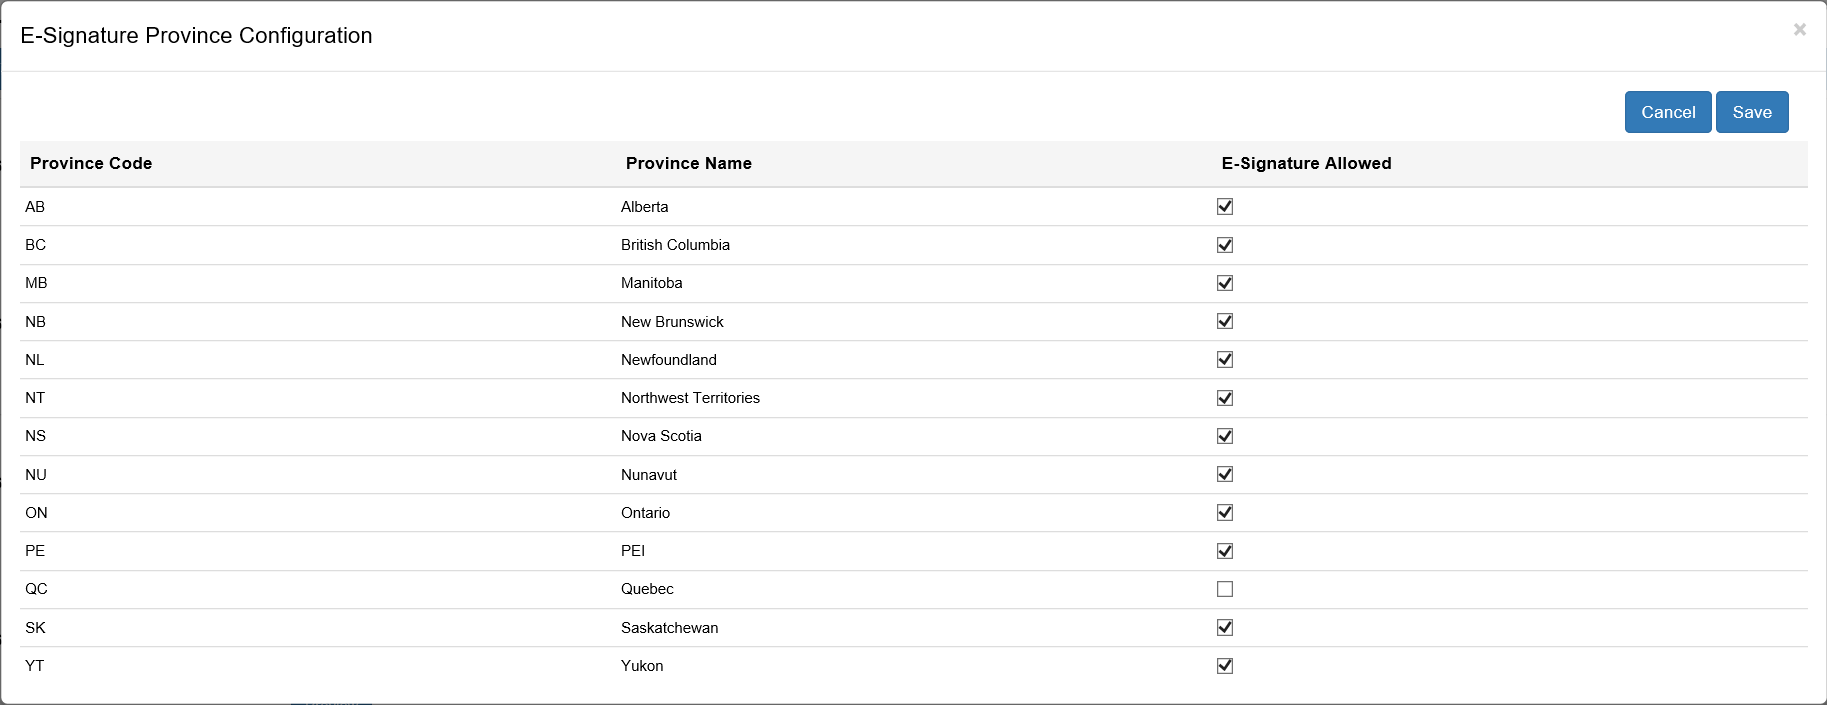 E-Signature Province Configuration
×
Cancel Save
Province Code Province Name E-Signature Allowed
AB Alberta
BC British Columbia
MB Manitoba
NB New Brunswick
NL Newfoundland
NT Northwest Territories
NS Nova Scotia
NU Nunavut
ON Ontario
PE PEI
QC Quebec
SK Saskatchewan
YT Yukon